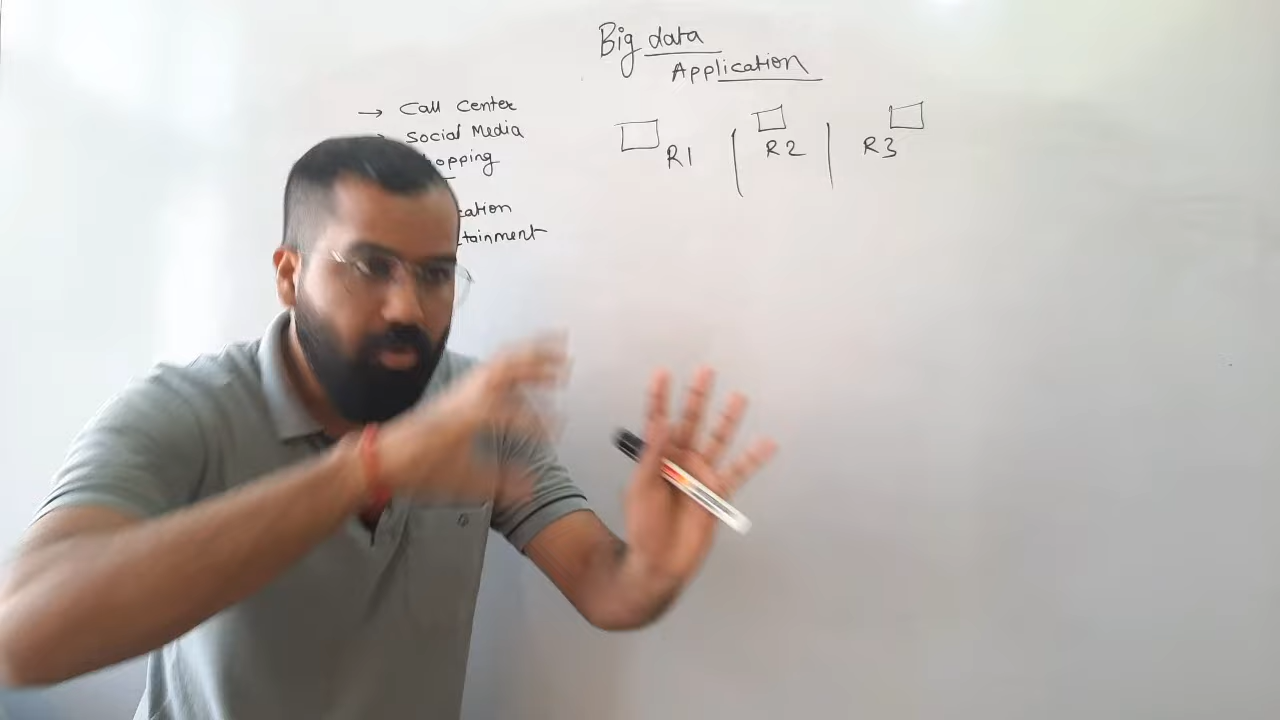 Big data
Application
→ Call Center
→ Social Media
hopping
cation
tainment
R1 | R2 | R3